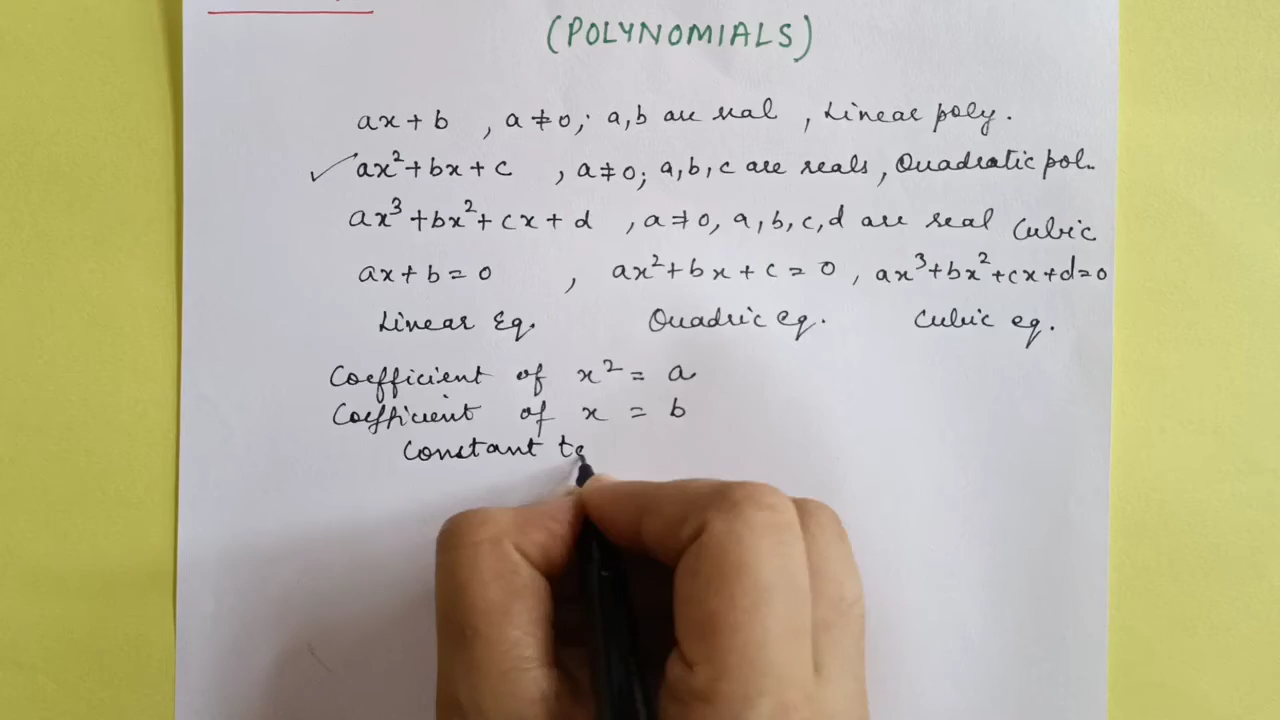 (POLYNOMIALS)
ax + b , a ≠ 0; a, b are real , Linear poly.
✓ ax² + bx + c , a ≠ 0; a, b, c are reals, Quadratic pol.
ax³ + bx² + cx + d , a ≠ 0, a, b, c, d are real Cubic
ax + b = 0 , ax² + bx + c = 0 , ax³ + bx² + cx + d = 0
Linear Eq. Quadric eq. Cubic eq.
Coefficient of x² = a
Coefficient of x = b
Constant te